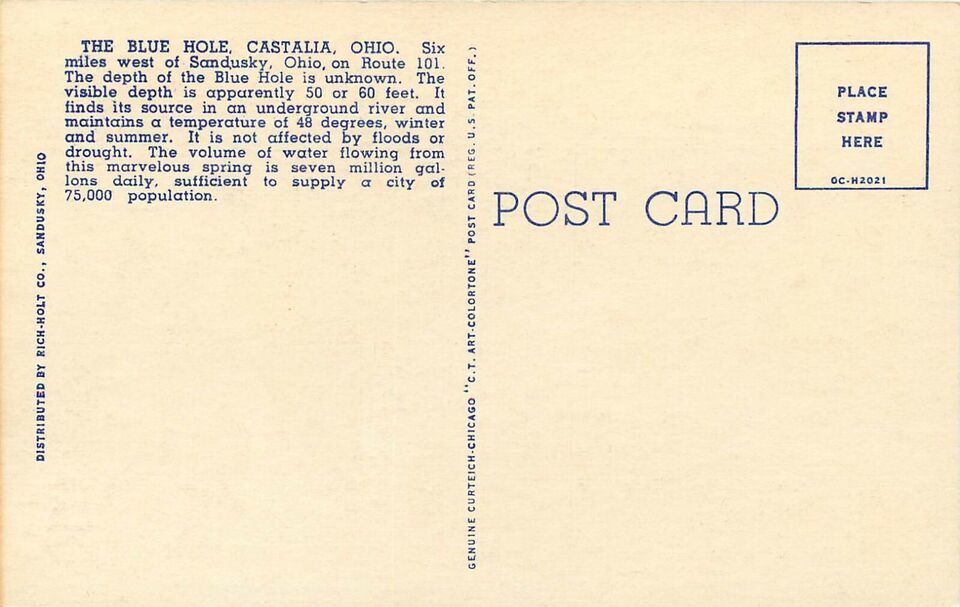 THE BLUE HOLE, CASTALIA, OHIO. Six
miles west of Sandusky, Ohio, on Route 101.
The depth of the Blue Hole is unknown. The
visible depth is apparently 50 or 60 feet. It
finds its source in an underground river and
maintains a temperature of 48 degrees, winter
and summer. It is not affected by floods or
drought. The volume of water flowing from
this marvelous spring is seven million gal-
lons daily, sufficient to supply a city of
75,000 population.
DISTRIBUTED BY RICH-HOLT CO., SANDUSKY, OHIO
GENUINE CURTEICH-CHICAGO "C.T. ART-COLORTONE" POST CARD (REG. U.S. PAT. OFF.)
POST CARD
PLACE
STAMP
HERE
OC-H2021